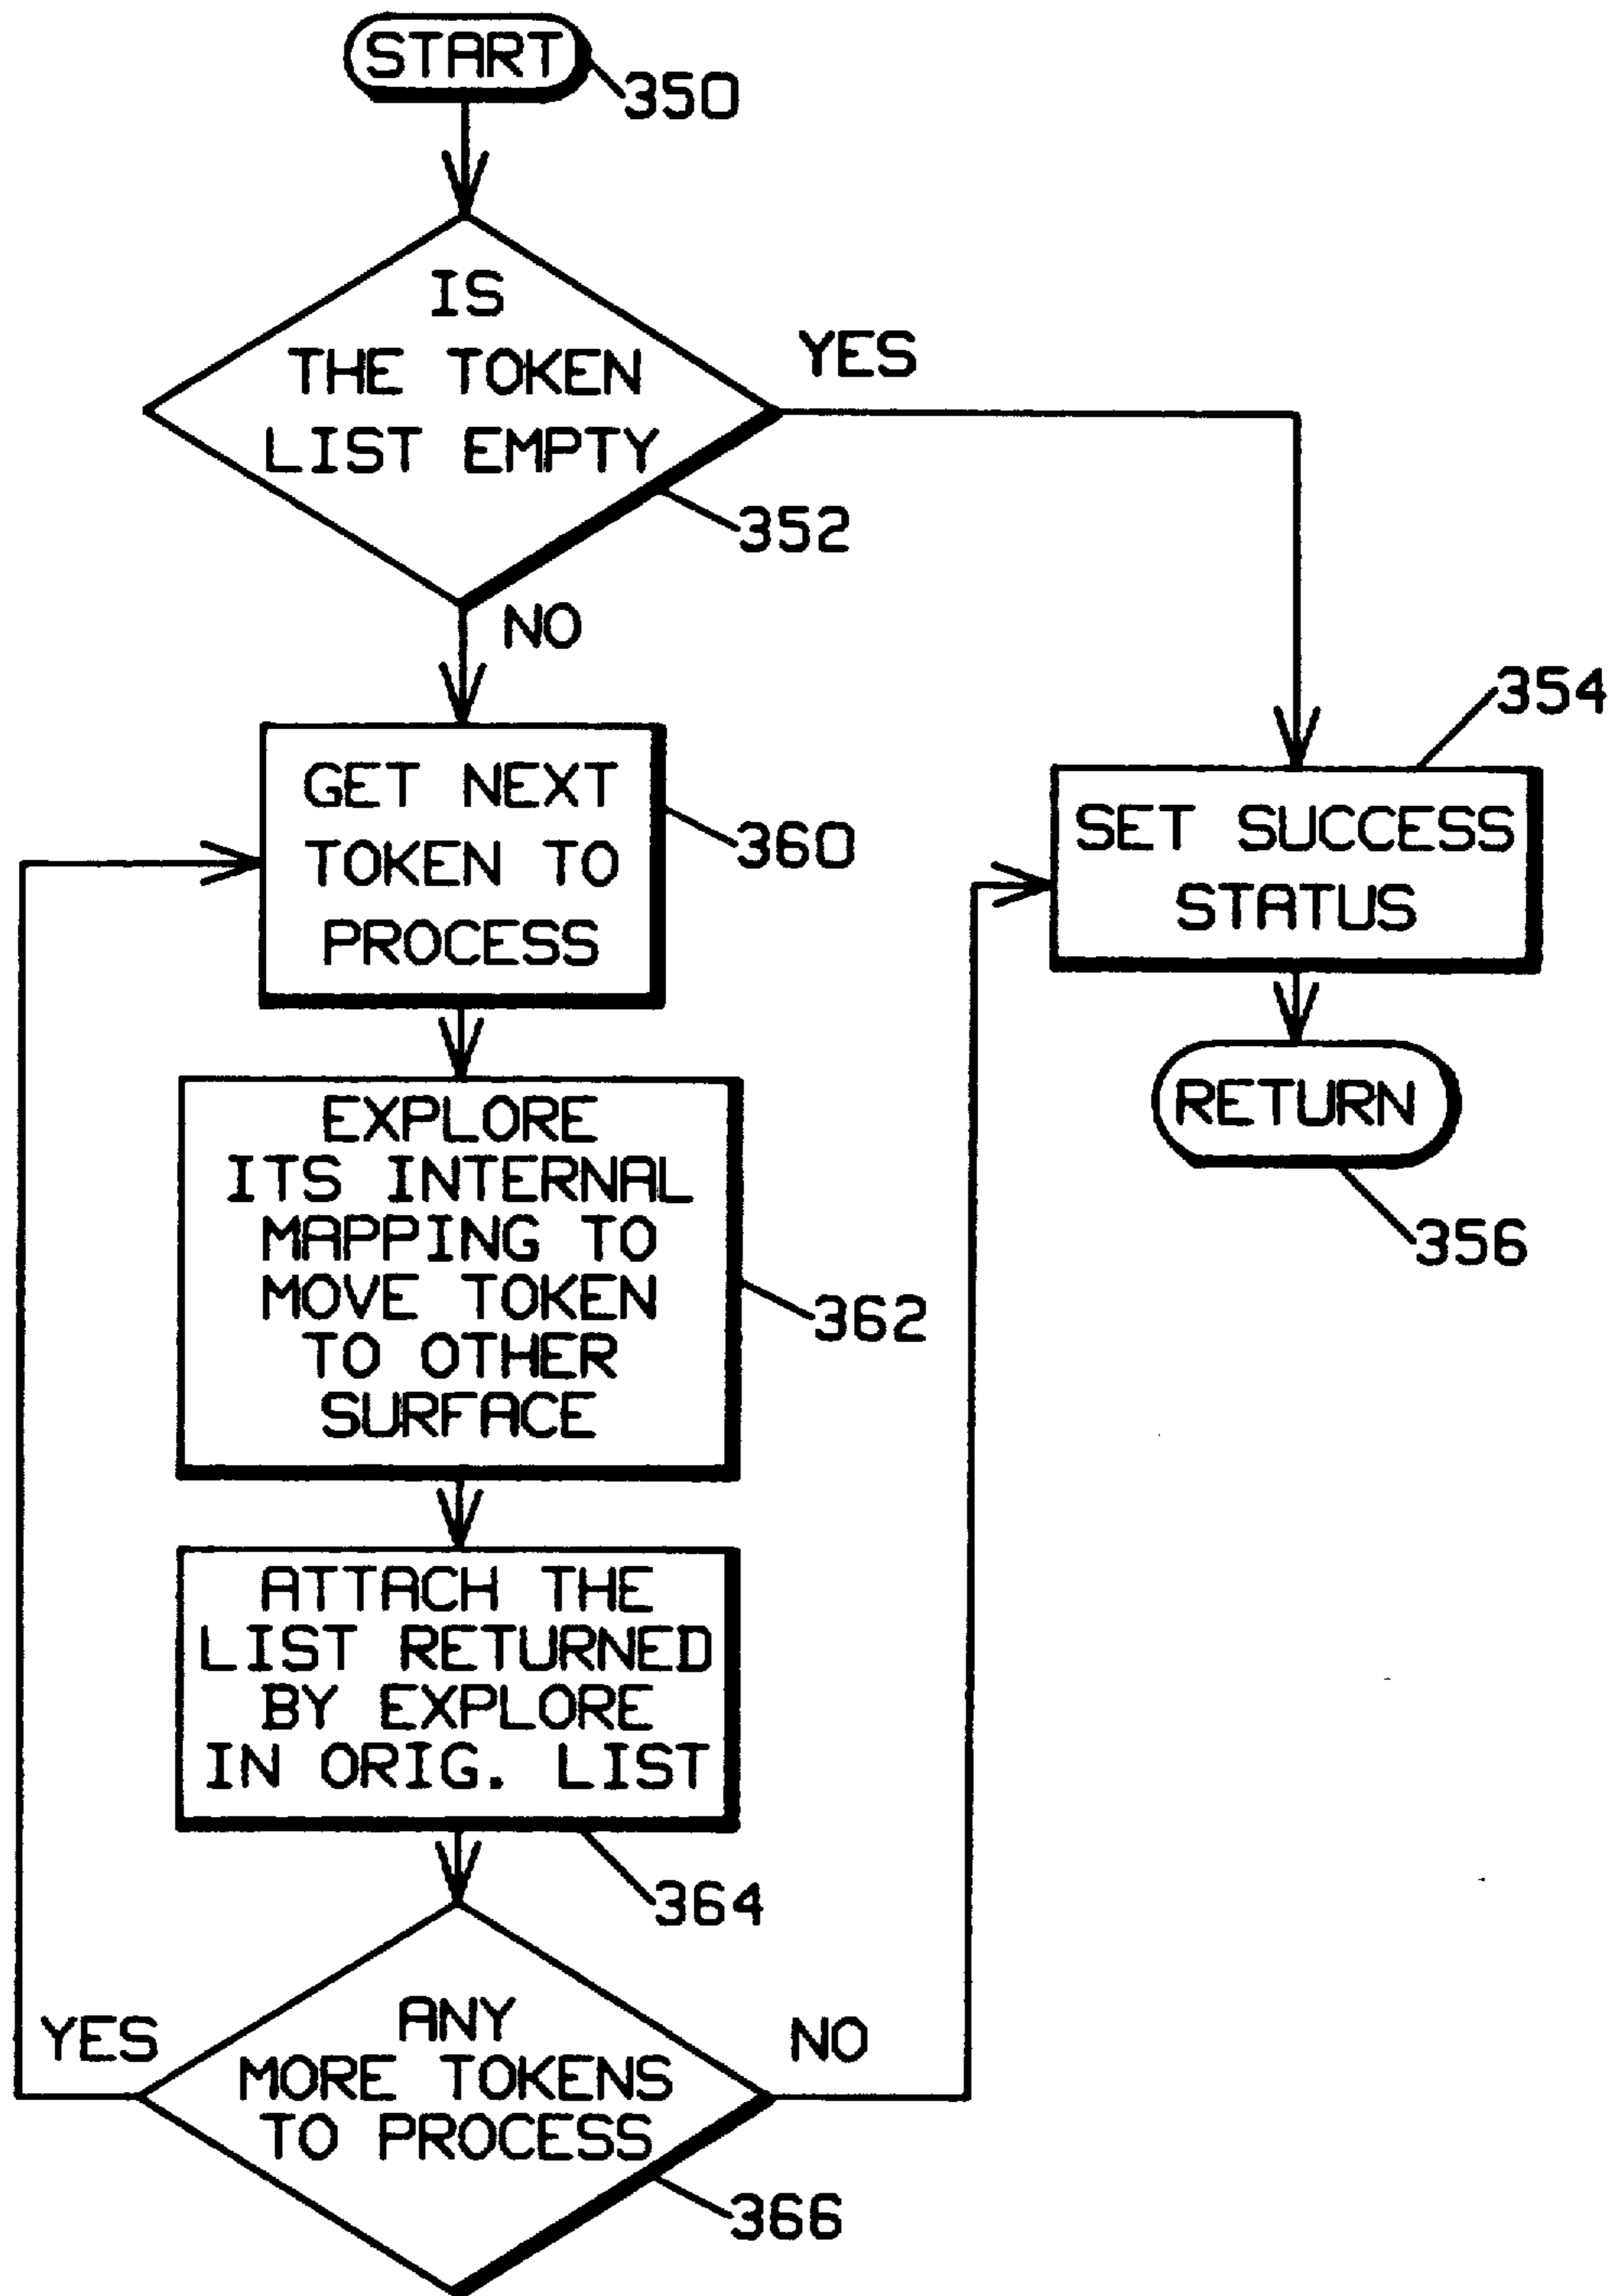 START
350
IS
THE TOKEN
LIST EMPTY
YES
352
NO
354
GET NEXT
TOKEN TO
PROCESS
360
SET SUCCESS
STATUS
EXPLORE
ITS INTERNAL
MAPPING TO
MOVE TOKEN
TO OTHER
SURFACE
362
RETURN
356
ATTACH THE
LIST RETURNED
BY EXPLORE
IN ORIG. LIST
364
YES
ANY
MORE TOKENS
TO PROCESS
NO
366